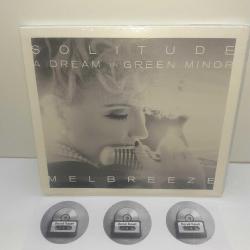 SOLITUDE
A DREAM IN GREEN MINOR
MELBREEZE